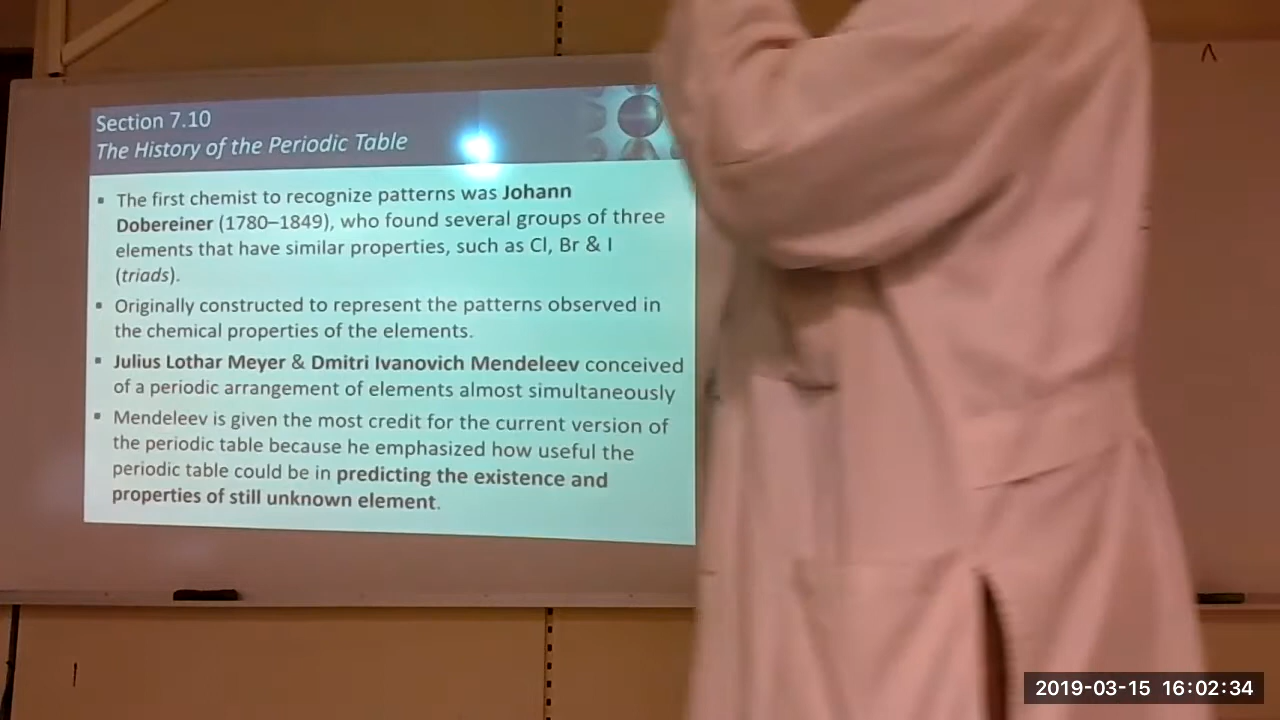 Section 7.10
The History of the Periodic Table
▪ The first chemist to recognize patterns was Johann
Dobereiner (1780–1849), who found several groups of three
elements that have similar properties, such as Cl, Br & I
(triads).
▪ Originally constructed to represent the patterns observed in
the chemical properties of the elements.
▪ Julius Lothar Meyer & Dmitri Ivanovich Mendeleev conceived
of a periodic arrangement of elements almost simultaneously
▪ Mendeleev is given the most credit for the current version of
the periodic table because he emphasized how useful the
periodic table could be in predicting the existence and
properties of still unknown element.
2019-03-15 16:02:34